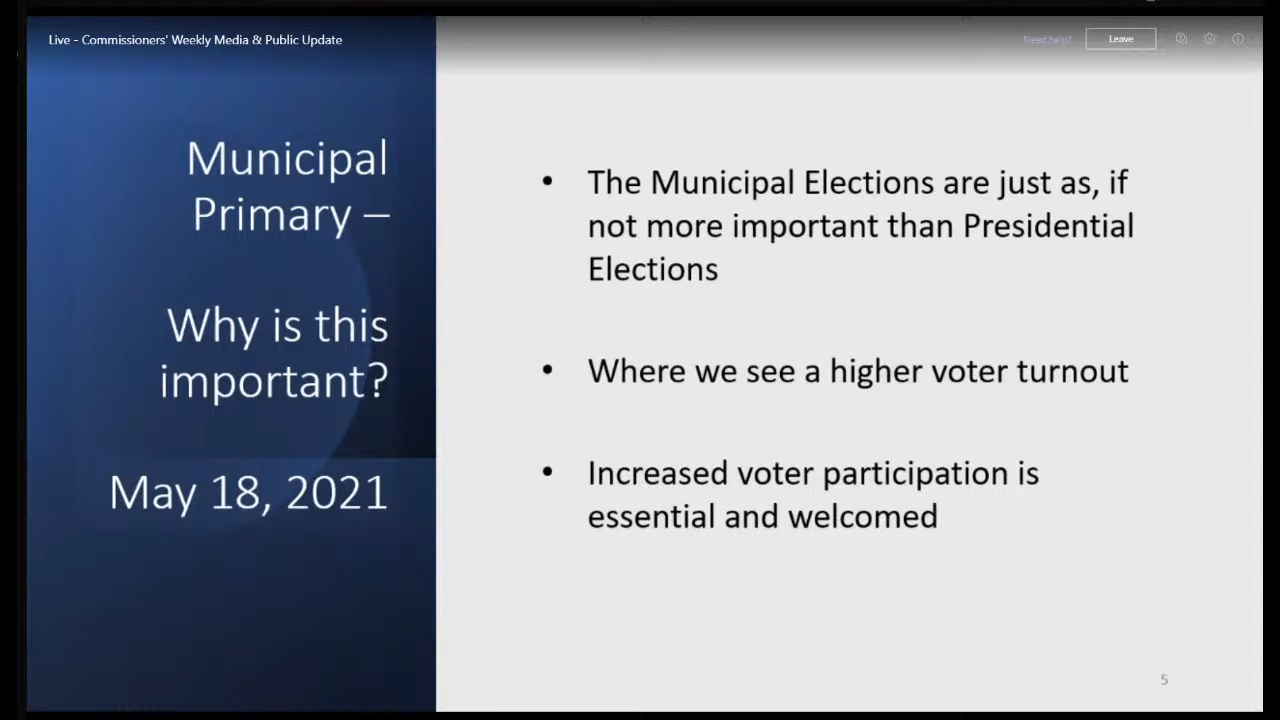 Live - Commissioners' Weekly Media & Public Update
Need help?
Leave
Municipal
Primary –
Why is this
important?
May 18, 2021
• The Municipal Elections are just as, if
not more important than Presidential
Elections
• Where we see a higher voter turnout
• Increased voter participation is
essential and welcomed
5